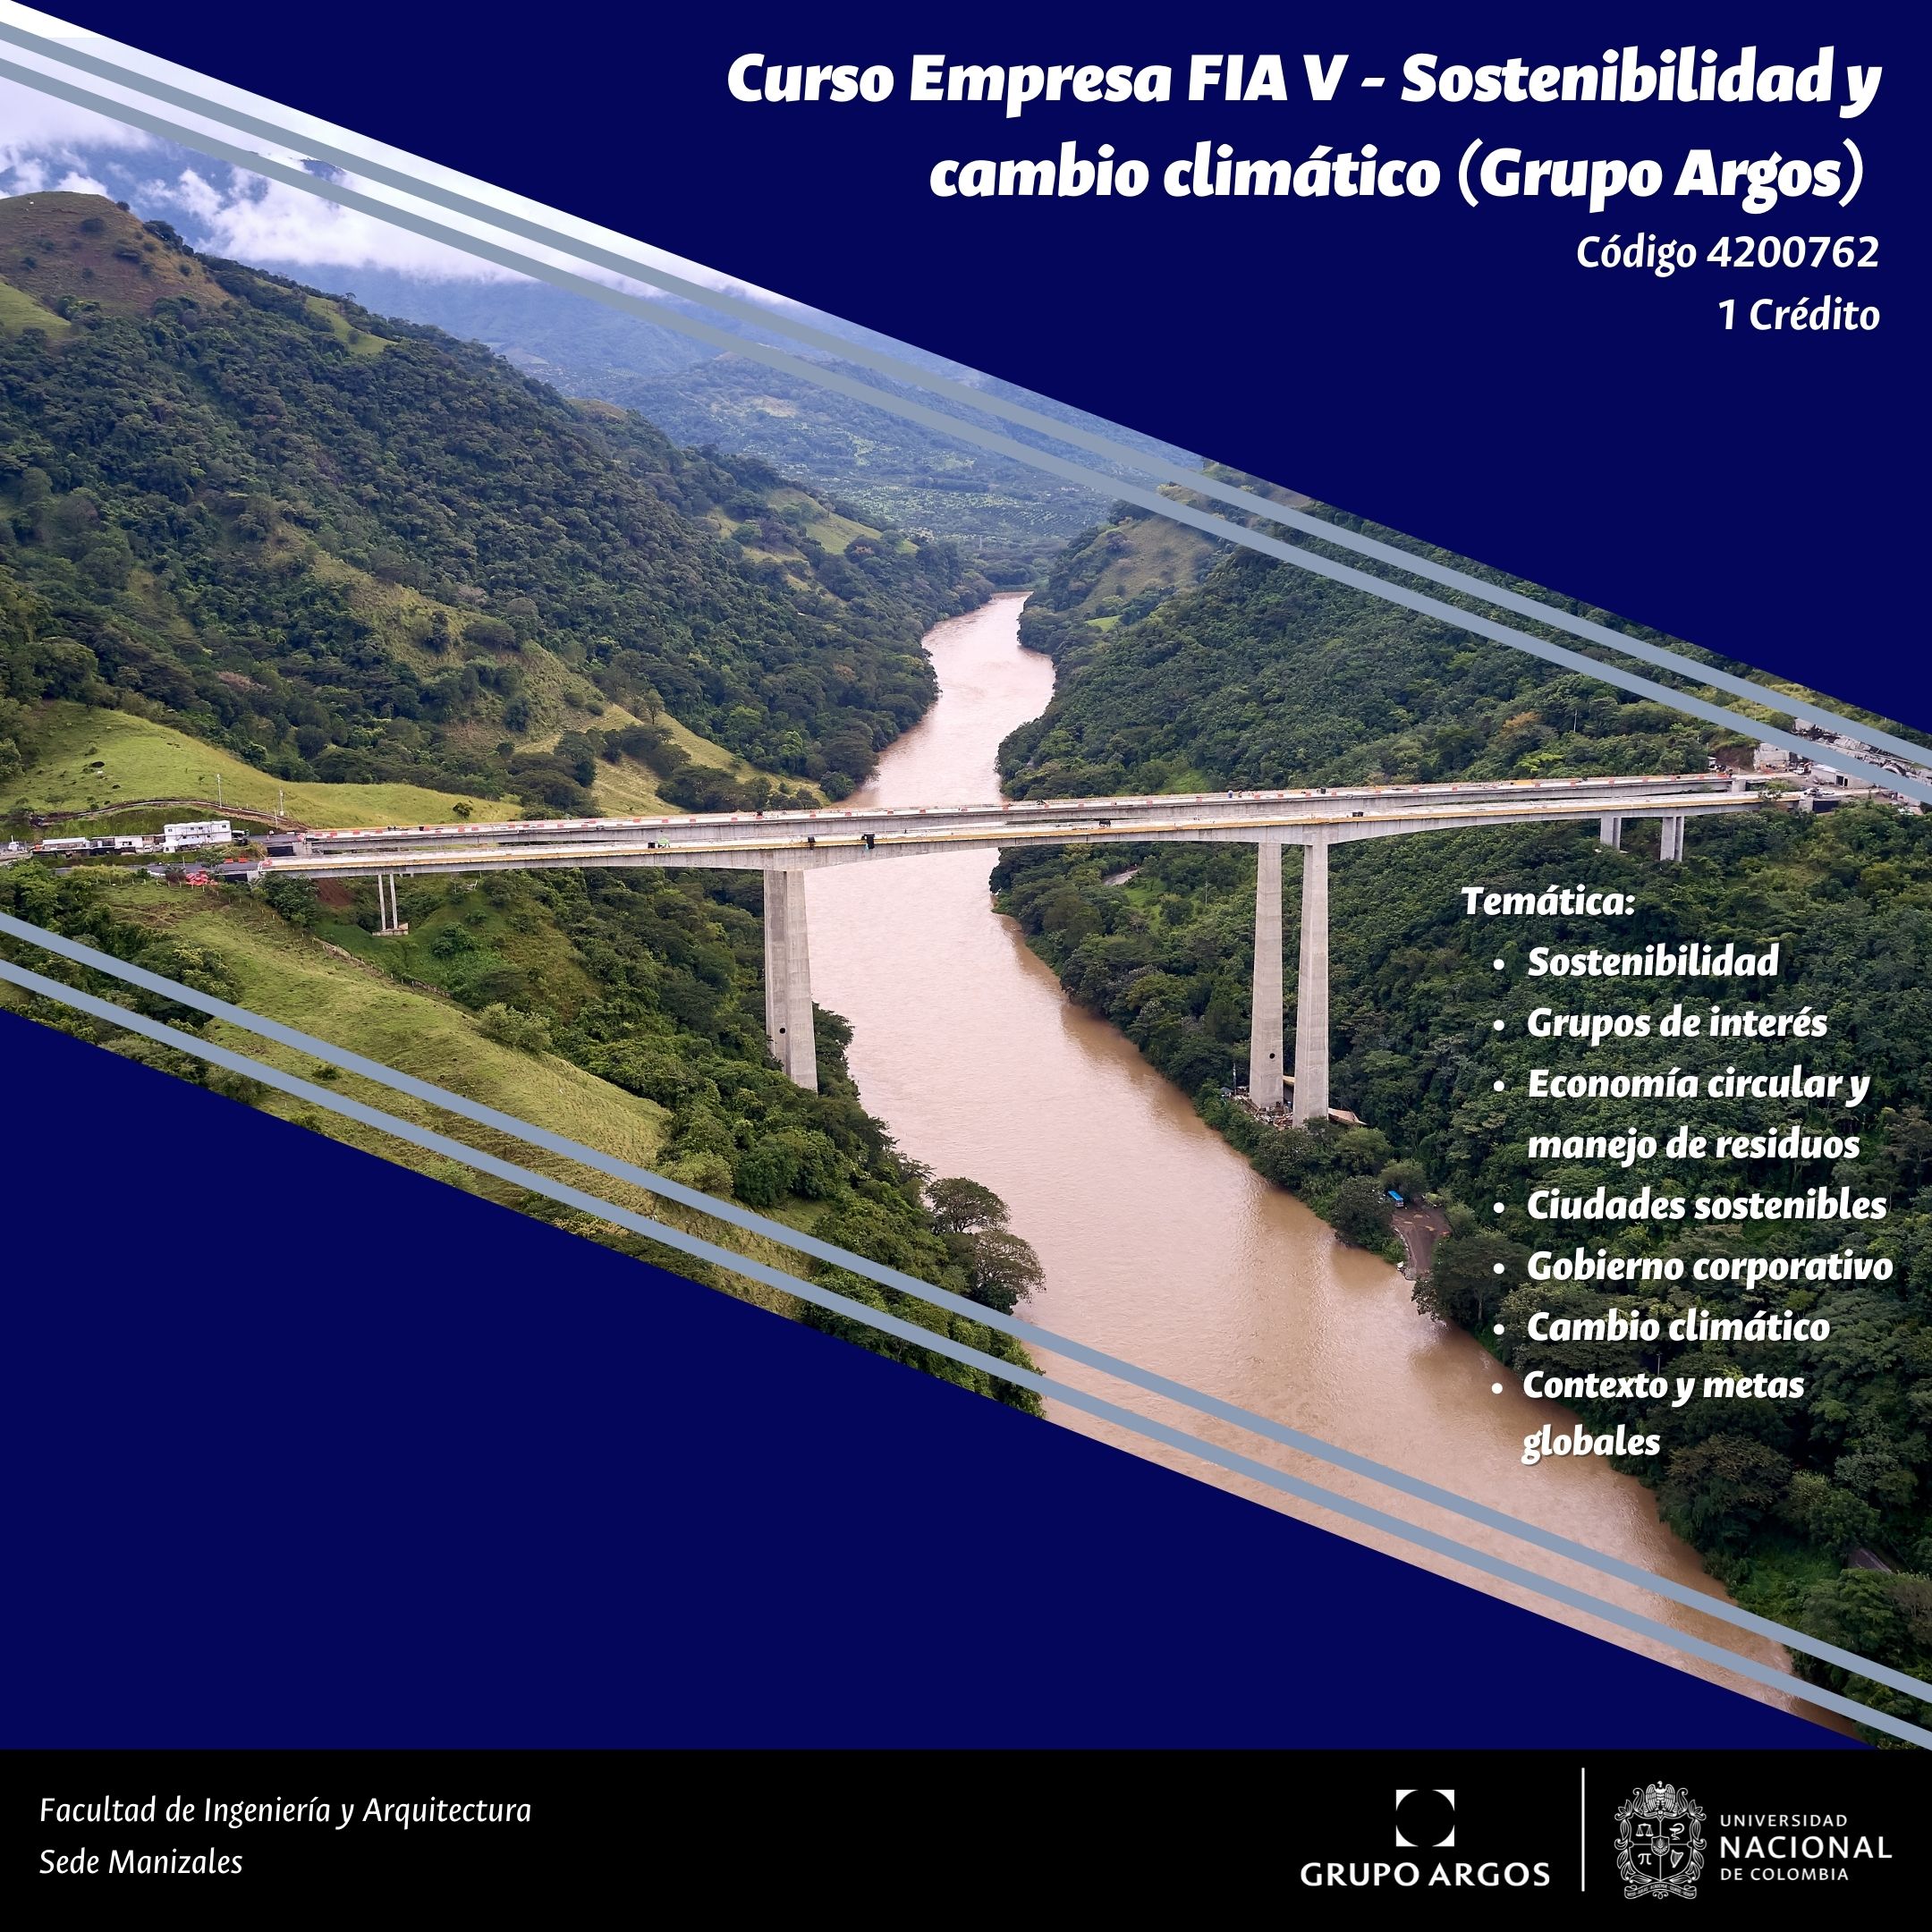 Curso Empresa FIA V - Sostenibilidad y
cambio climático (Grupo Argos)
Código 4200762
1 Crédito
Temática:
• Sostenibilidad
• Grupos de interés
• Economía circular y
manejo de residuos
• Ciudades sostenibles
• Gobierno corporativo
• Cambio climático
• Contexto y metas
globales
Facultad de Ingeniería y Arquitectura
Sede Manizales
GRUPO ARGOS
UNIVERSIDAD
NACIONAL
DE COLOMBIA